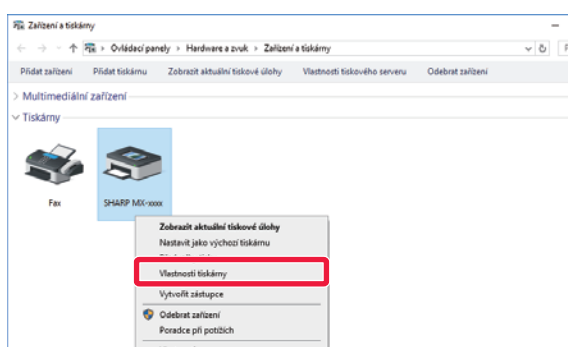 Zařízení a tiskárny
Ovládací panely > Hardware a zvuk > Zařízení a tiskárny
Přidat zařízení Přidat tiskárnu Zobrazit aktuální tiskové úlohy Vlastnosti tiskového serveru Odebrat zařízení
> Multimediální zařízení
Tiskárny
Fax SHARP MX-xxxx
Zobrazit aktuální tiskové úlohy
Nastavit jako výchozí tiskárnu
Vlastnosti tiskárny
Vytvořit zástupce
Odebrat zařízení
Poradce při potížích